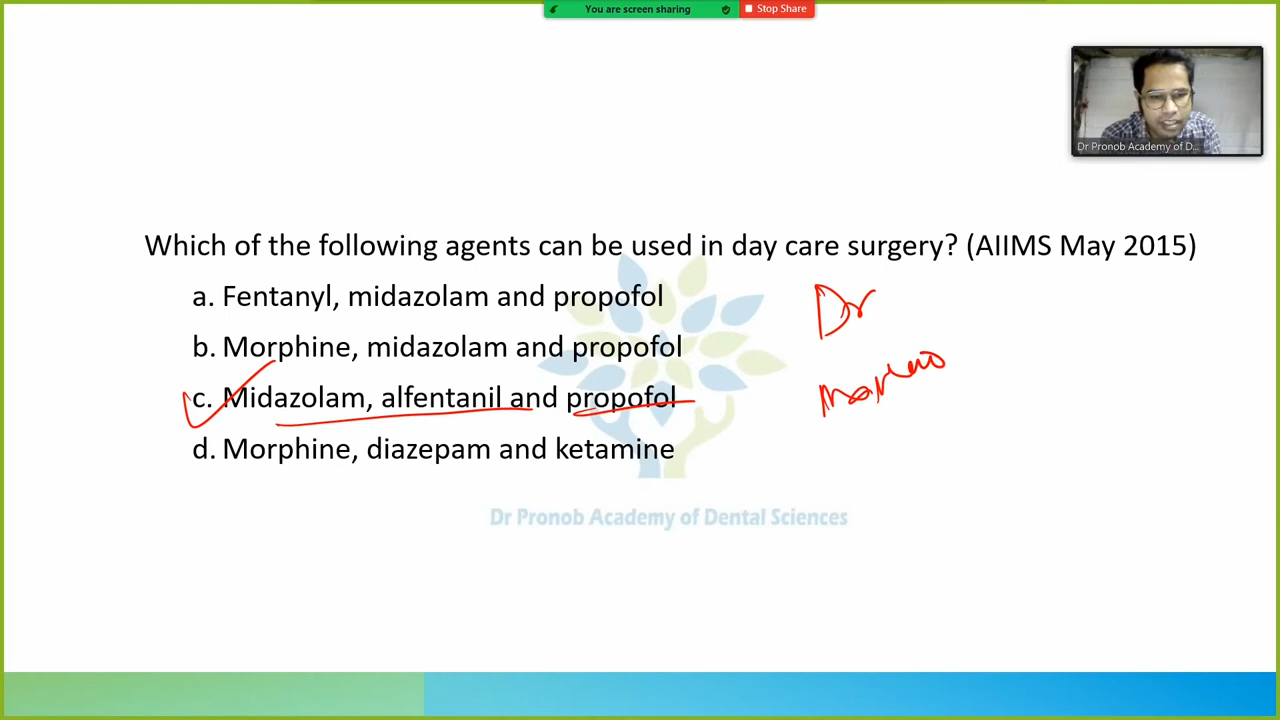 You are screen sharing
Stop Share
Dr Pronob Academy of D...
Which of the following agents can be used in day care surgery? (AIIMS May 2015)
a. Fentanyl, midazolam and propofol
Dr
b. Morphine, midazolam and propofol
c. Midazolam, alfentanil and propofol
d. Morphine, diazepam and ketamine
Dr Pronob Academy of Dental Sciences